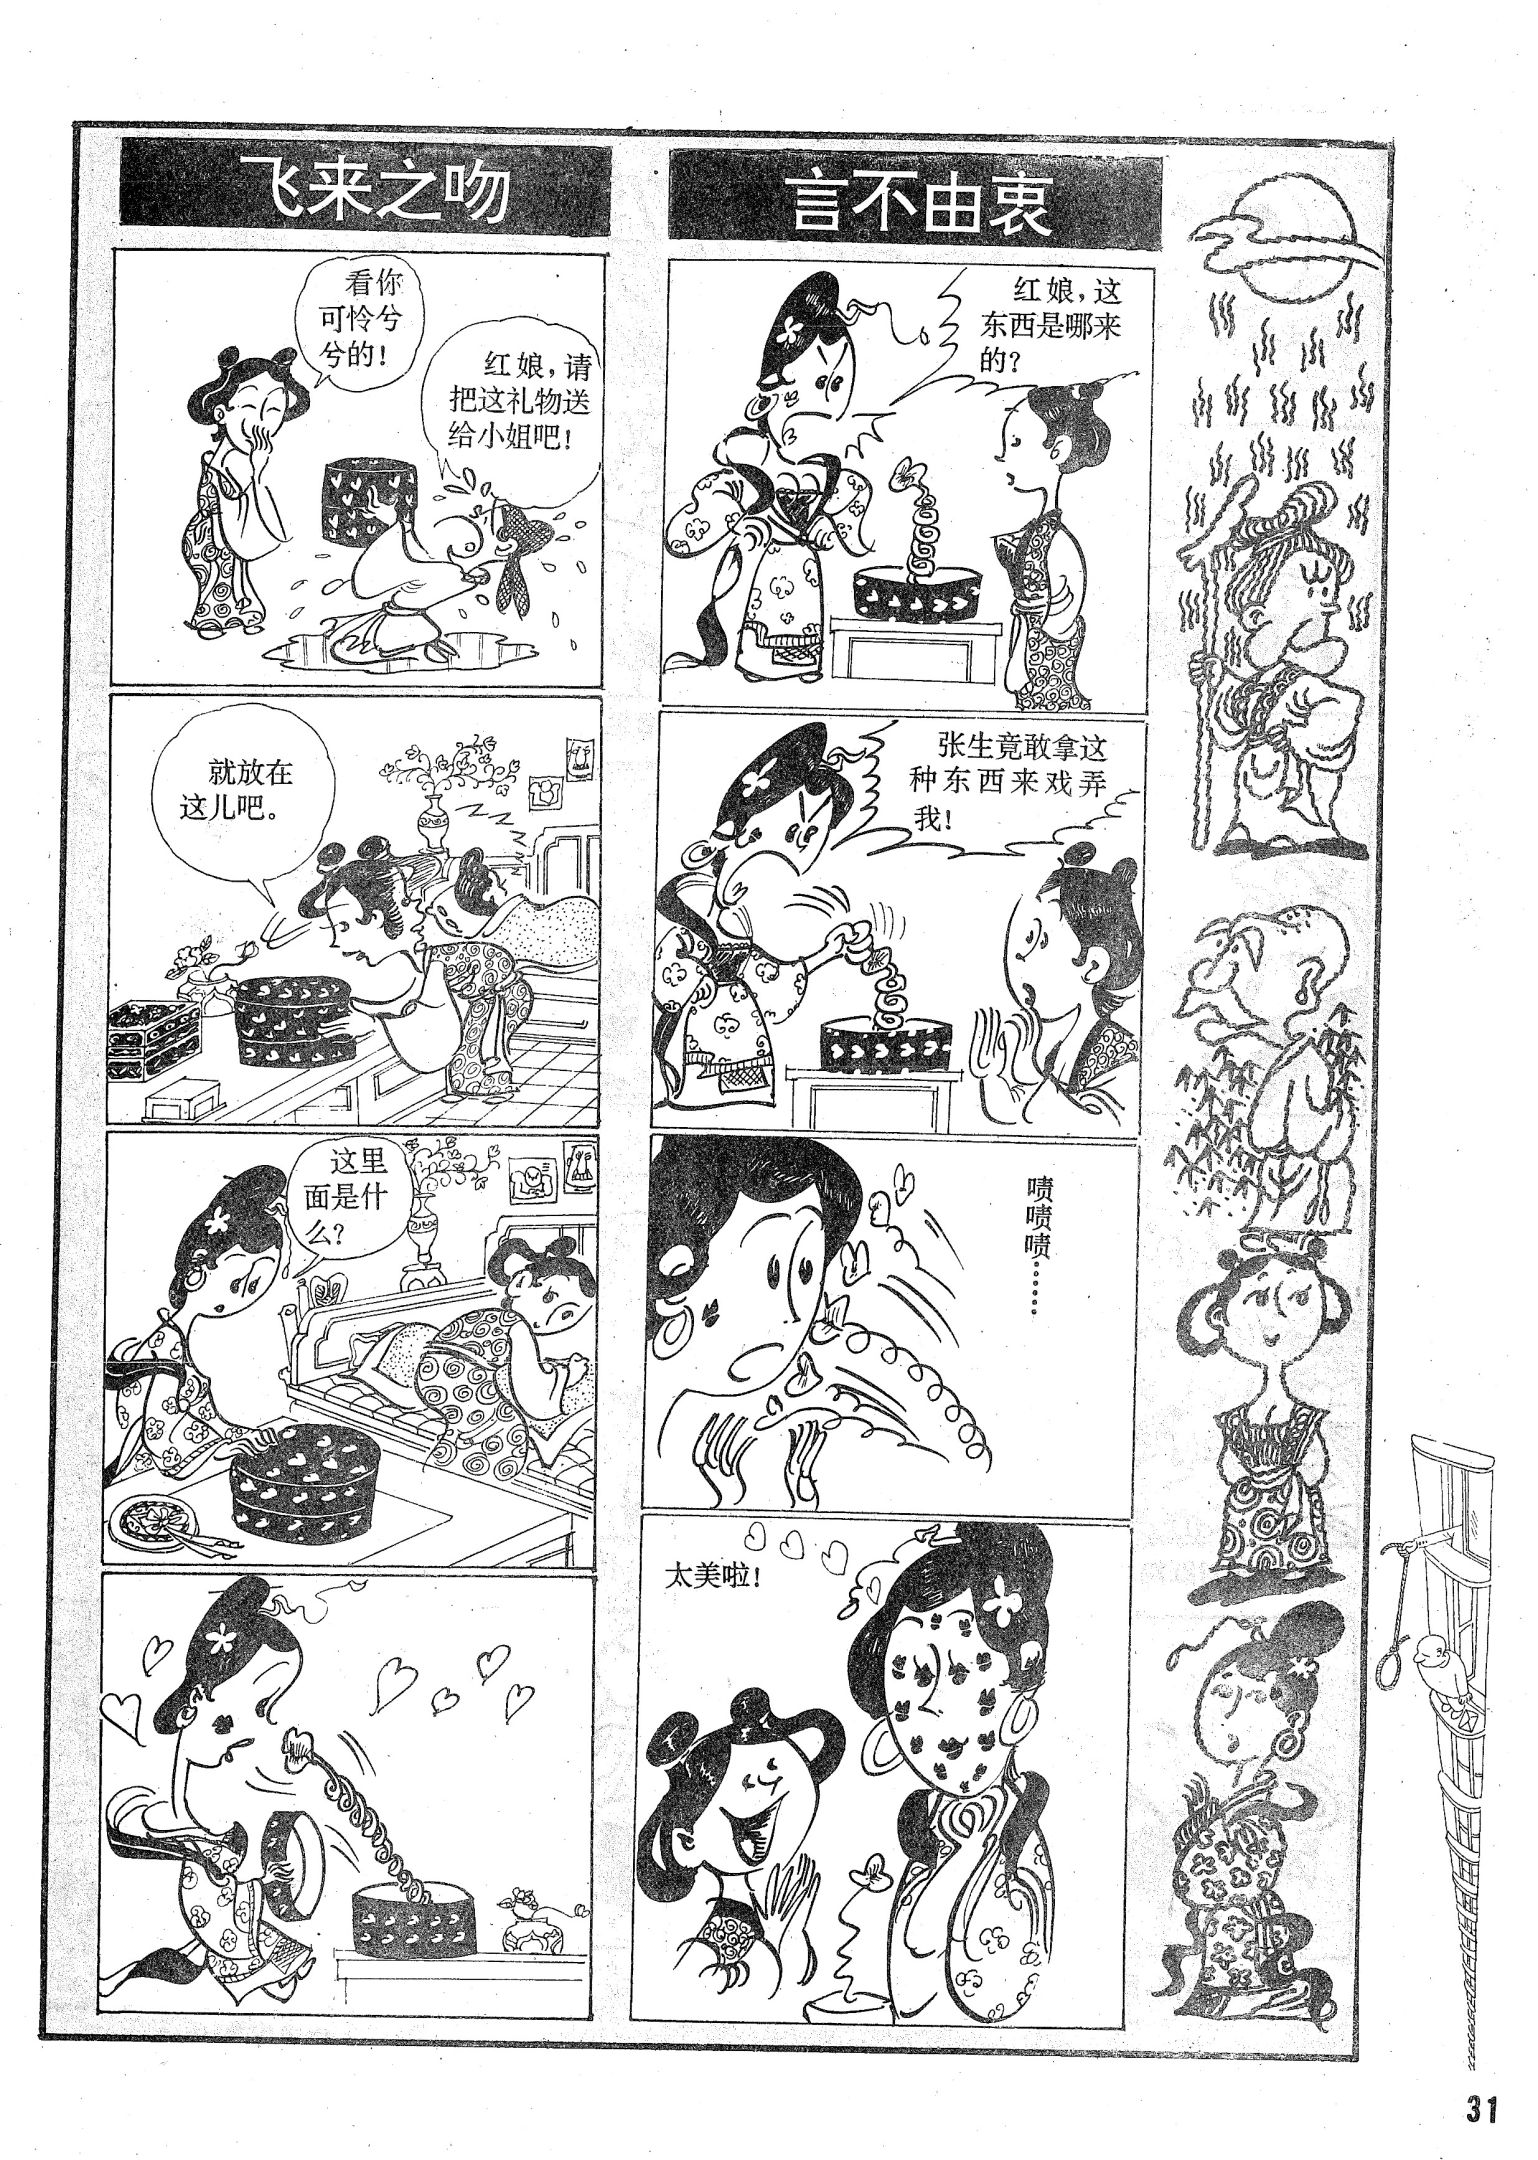 飞来之吻
看你
可怜兮
兮的！
红娘，请
把这礼物送
给小姐吧！
就放在
这儿吧。
这里
面是什
么？
言不由衷
红娘，这
东西是哪来
的？
张生竟敢拿这
种东西来戏弄
我！
啧啧啧……
太美啦！
31